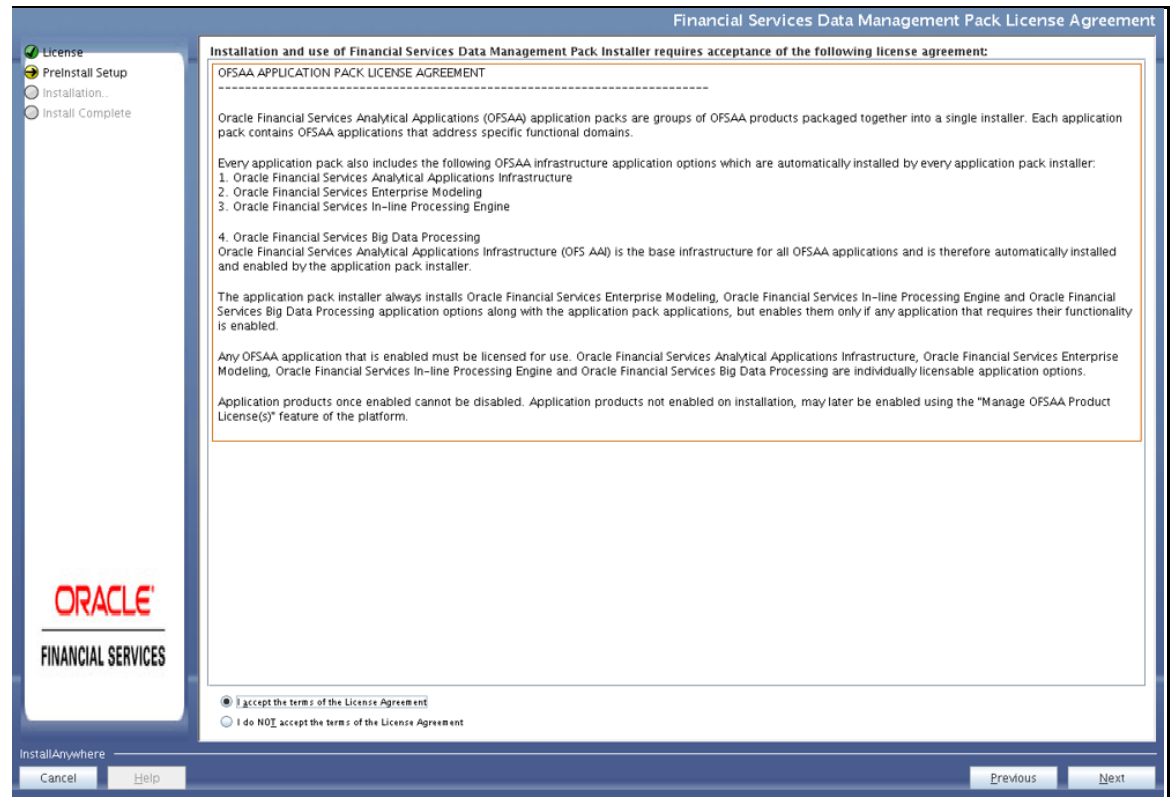 Financial Services Data Management Pack License Agreement
License
PreInstall Setup
Installation..
Install Complete
Installation and use of Financial Services Data Management Pack Installer requires acceptance of the following license agreement:
OFSAA APPLICATION PACK LICENSE AGREEMENT
--------------------------------------------------------------------------
Oracle Financial Services Analytical Applications (OFSAA) application packs are groups of OFSAA products packaged together into a single installer. Each application
pack contains OFSAA applications that address specific functional domains.
Every application pack also includes the following OFSAA infrastructure application options which are automatically installed by every application pack installer:
1. Oracle Financial Services Analytical Applications Infrastructure
2. Oracle Financial Services Enterprise Modeling
3. Oracle Financial Services In-line Processing Engine
4. Oracle Financial Services Big Data Processing
Oracle Financial Services Analytical Applications Infrastructure (OFS AAI) is the base infrastructure for all OFSAA applications and is therefore automatically installed
and enabled by the application pack installer.
The application pack installer always installs Oracle Financial Services Enterprise Modeling, Oracle Financial Services In-line Processing Engine and Oracle Financial
Services Big Data Processing application options along with the application pack applications, but enables them only if any application that requires their functionality
is enabled.
Any OFSAA application that is enabled must be licensed for use. Oracle Financial Services Analytical Applications Infrastructure, Oracle Financial Services Enterprise
Modeling, Oracle Financial Services In-line Processing Engine and Oracle Financial Services Big Data Processing are individually licensable application options.
Application products once enabled cannot be disabled. Application products not enabled on installation, may later be enabled using the "Manage OFSAA Product
License(s)" feature of the platform.
ORACLE
FINANCIAL SERVICES
I accept the terms of the License Agreement
I do NOT accept the terms of the License Agreement
InstallAnywhere
Cancel
Help
Previous
Next